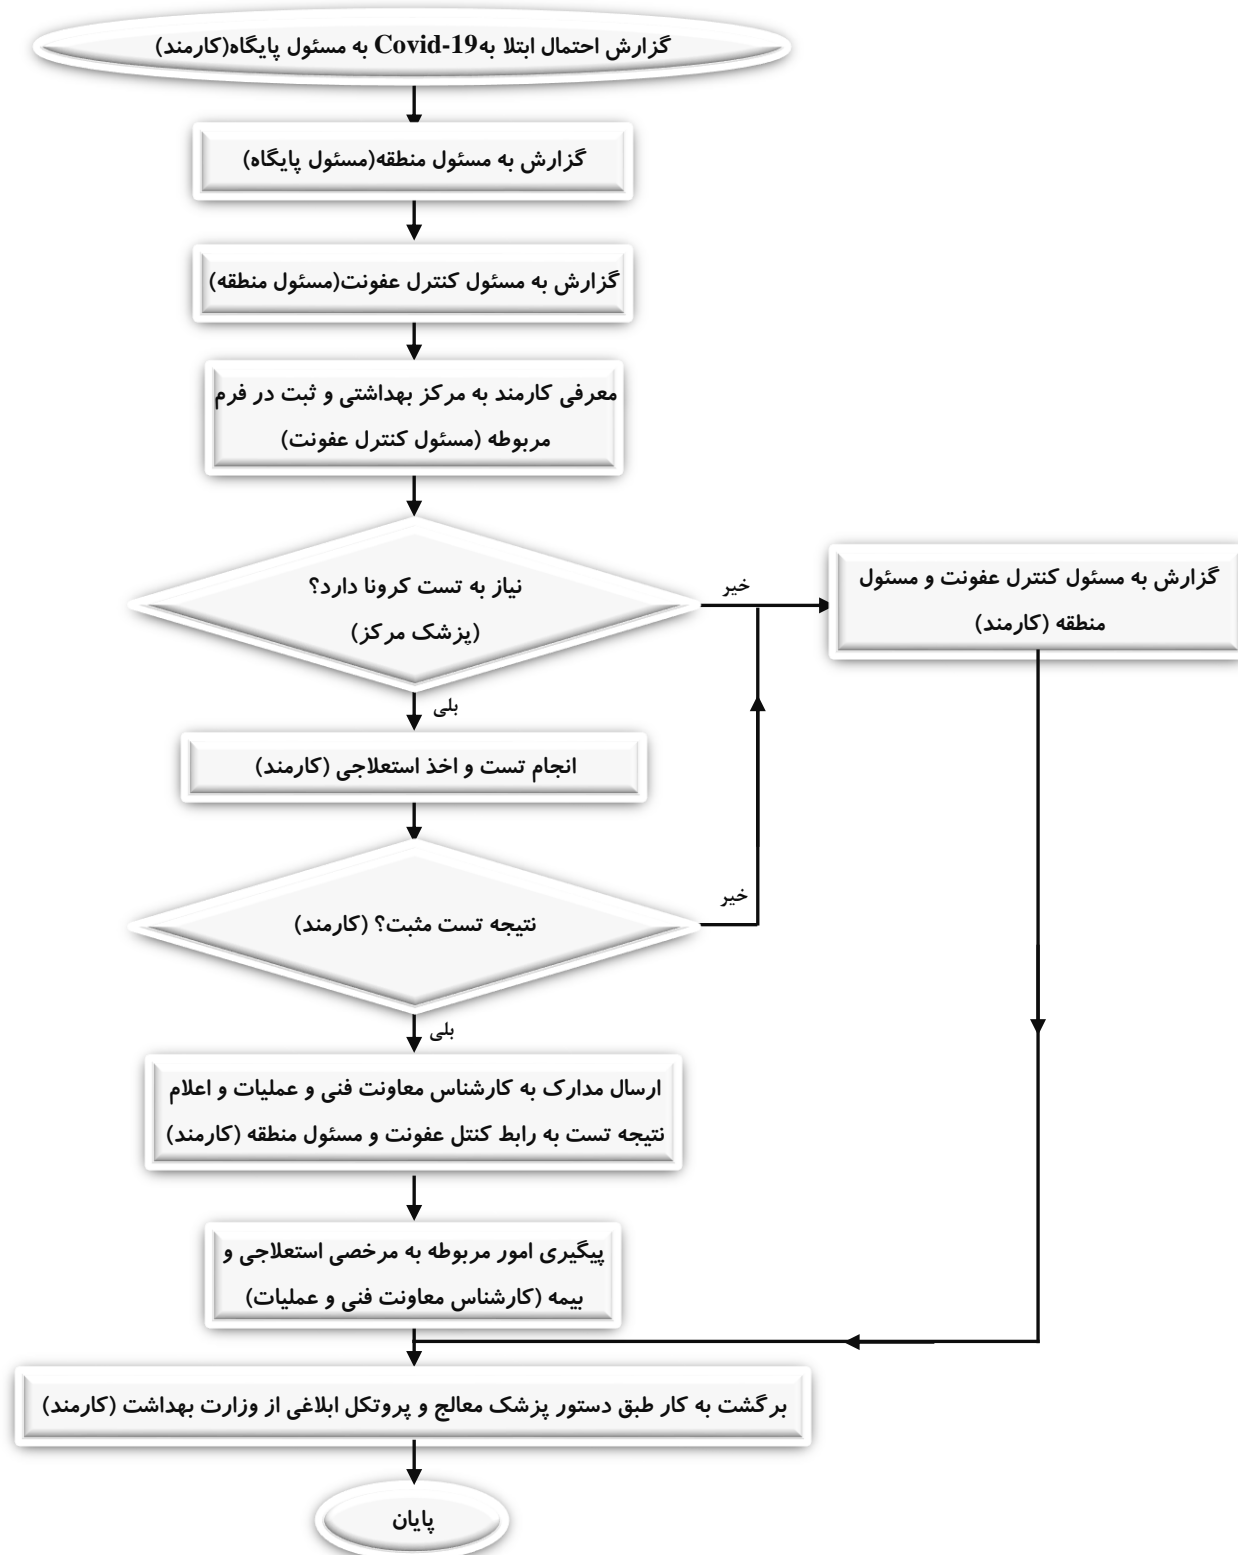 گزارش احتمال ابتلا به Covid-19 به مسئول پایگاه(کارمند)
گزارش به مسئول منطقه(مسئول پایگاه)
گزارش به مسئول کنترل عفونت(مسئول منطقه)
معرفی کارمند به مرکز بهداشتی و ثبت در فرم
مربوطه (مسئول کنترل عفونت)
نیاز به تست کرونا دارد؟
(پزشک مرکز)
خیر
گزارش به مسئول کنترل عفونت و مسئول
منطقه (کارمند)
بلی
انجام تست و اخذ استعلاجی (کارمند)
نتیجه تست مثبت؟ (کارمند)
خیر
بلی
ارسال مدارک به کارشناس معاونت فنی و عملیات و اعلام
نتیجه تست به رابط کنتل عفونت و مسئول منطقه (کارمند)
پیگیری امور مربوطه به مرخصی استعلاجی و
بیمه (کارشناس معاونت فنی و عملیات)
برگشت به کار طبق دستور پزشک معالج و پروتکل ابلاغی از وزارت بهداشت (کارمند)
پایان